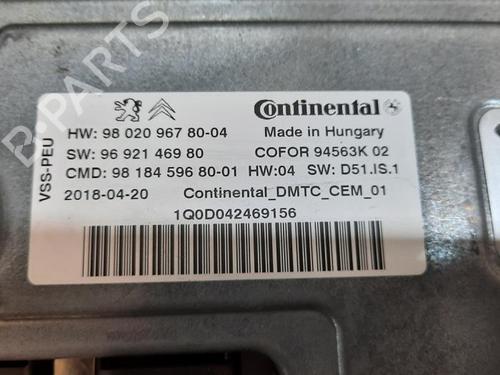 B-PARTS
Continental
HW: 98 020 967 80-04
Made in Hungary
SW: 96 921 469 80
COFOR 94563K 02
CMD: 98 184 596 80-01 HW:04 SW: D51.IS.1
2018-04-20 Continental_DMTC_CEM_01
1Q0D042469156
VSS-PEU